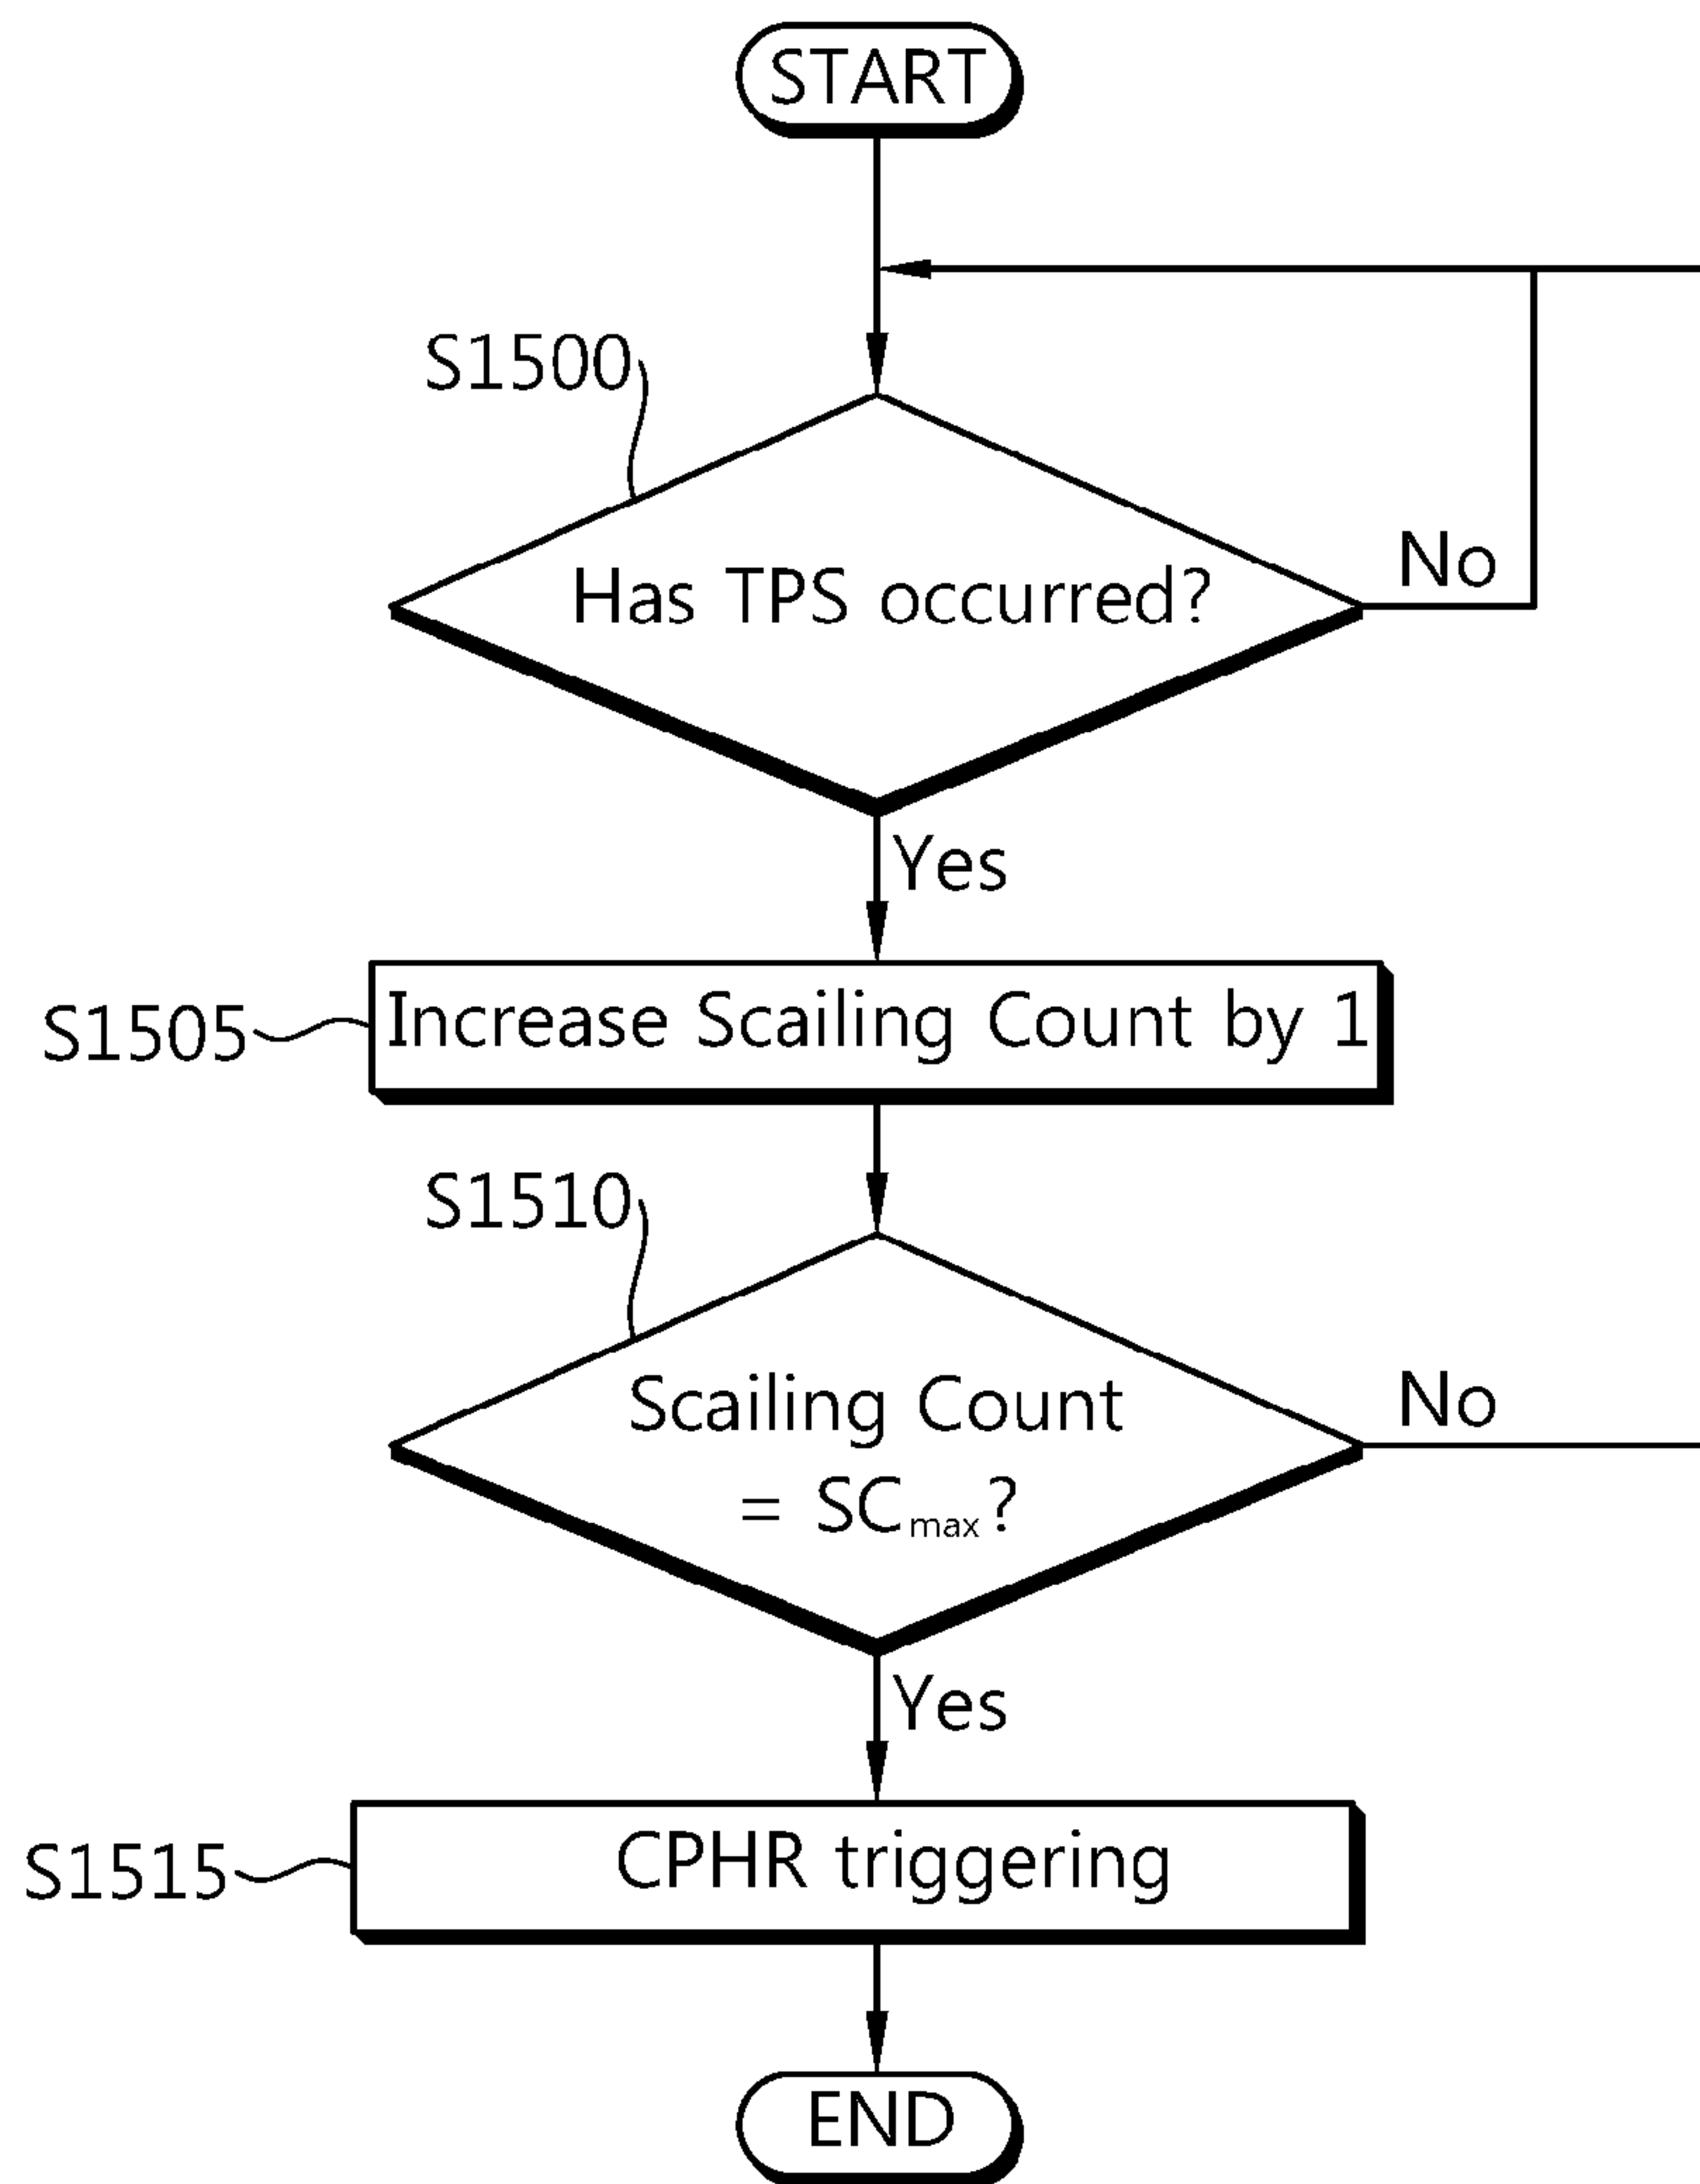 START
S1500
Has TPS occurred?
No
Yes
S1505
Increase Scailing Count by 1
S1510
Scailing Count
= SCmax?
No
Yes
S1515
CPHR triggering
END